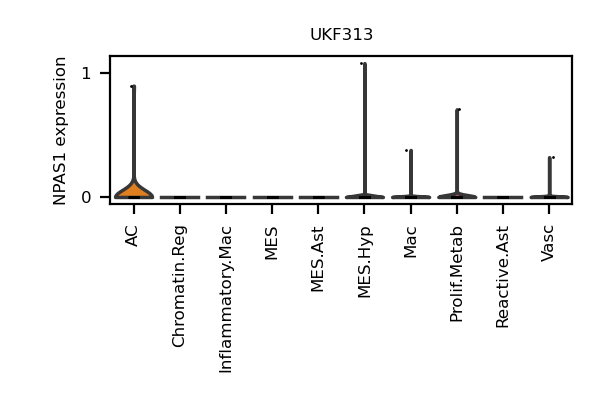 UKF313
NPAS1 expression
1
0
AC
Chromatin.Reg
Inflammatory.Mac
MES
MES.Ast
MES.Hyp
Mac
Prolif.Metab
Reactive.Ast
Vasc